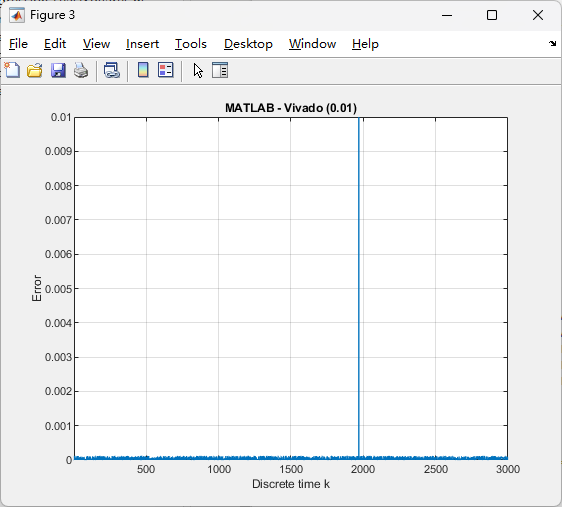 Figure 3
File Edit View Insert Tools Desktop Window Help
MATLAB - Vivado (0.01)
0.01
0.009
0.008
0.007
0.006
0.005
0.004
0.003
0.002
0.001
0
Error
500 1000 1500 2000 2500 3000
Discrete time k